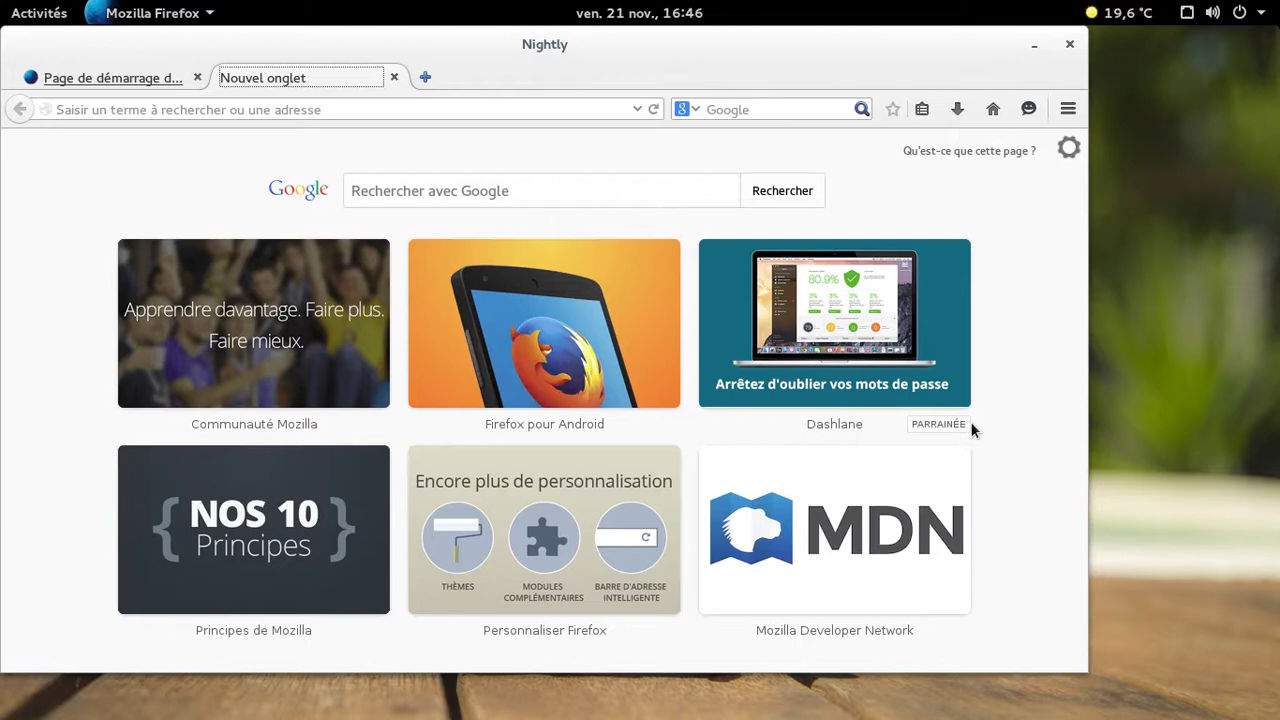 Activités
Mozilla Firefox
ven. 21 nov., 16:46
19,6 °C
Nightly
Page de démarrage d...
Nouvel onglet
Saisir un terme à rechercher ou une adresse
Google
Qu'est-ce que cette page ?
Google
Rechercher avec Google
Rechercher
Apprendre davantage. Faire plus.
Faire mieux.
80.9%
Arrêtez d'oublier vos mots de passe
Communauté Mozilla
Firefox pour Android
Dashlane
PARRAINÉE
{ NOS 10
Principes }
Encore plus de personnalisation
THÈMES
MODULES
COMPLÉMENTAIRES
BARRE D'ADRESSE
INTELLIGENTE
MDN
Principes de Mozilla
Personnaliser Firefox
Mozilla Developer Network